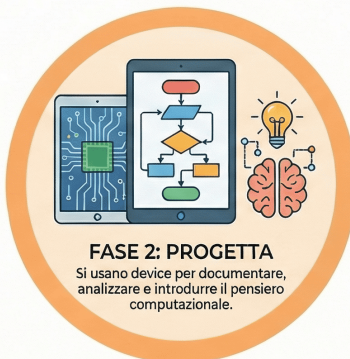 FASE 2: PROGETTA
Si usano device per documentare,
analizzare e introdurre il pensiero
computazionale.